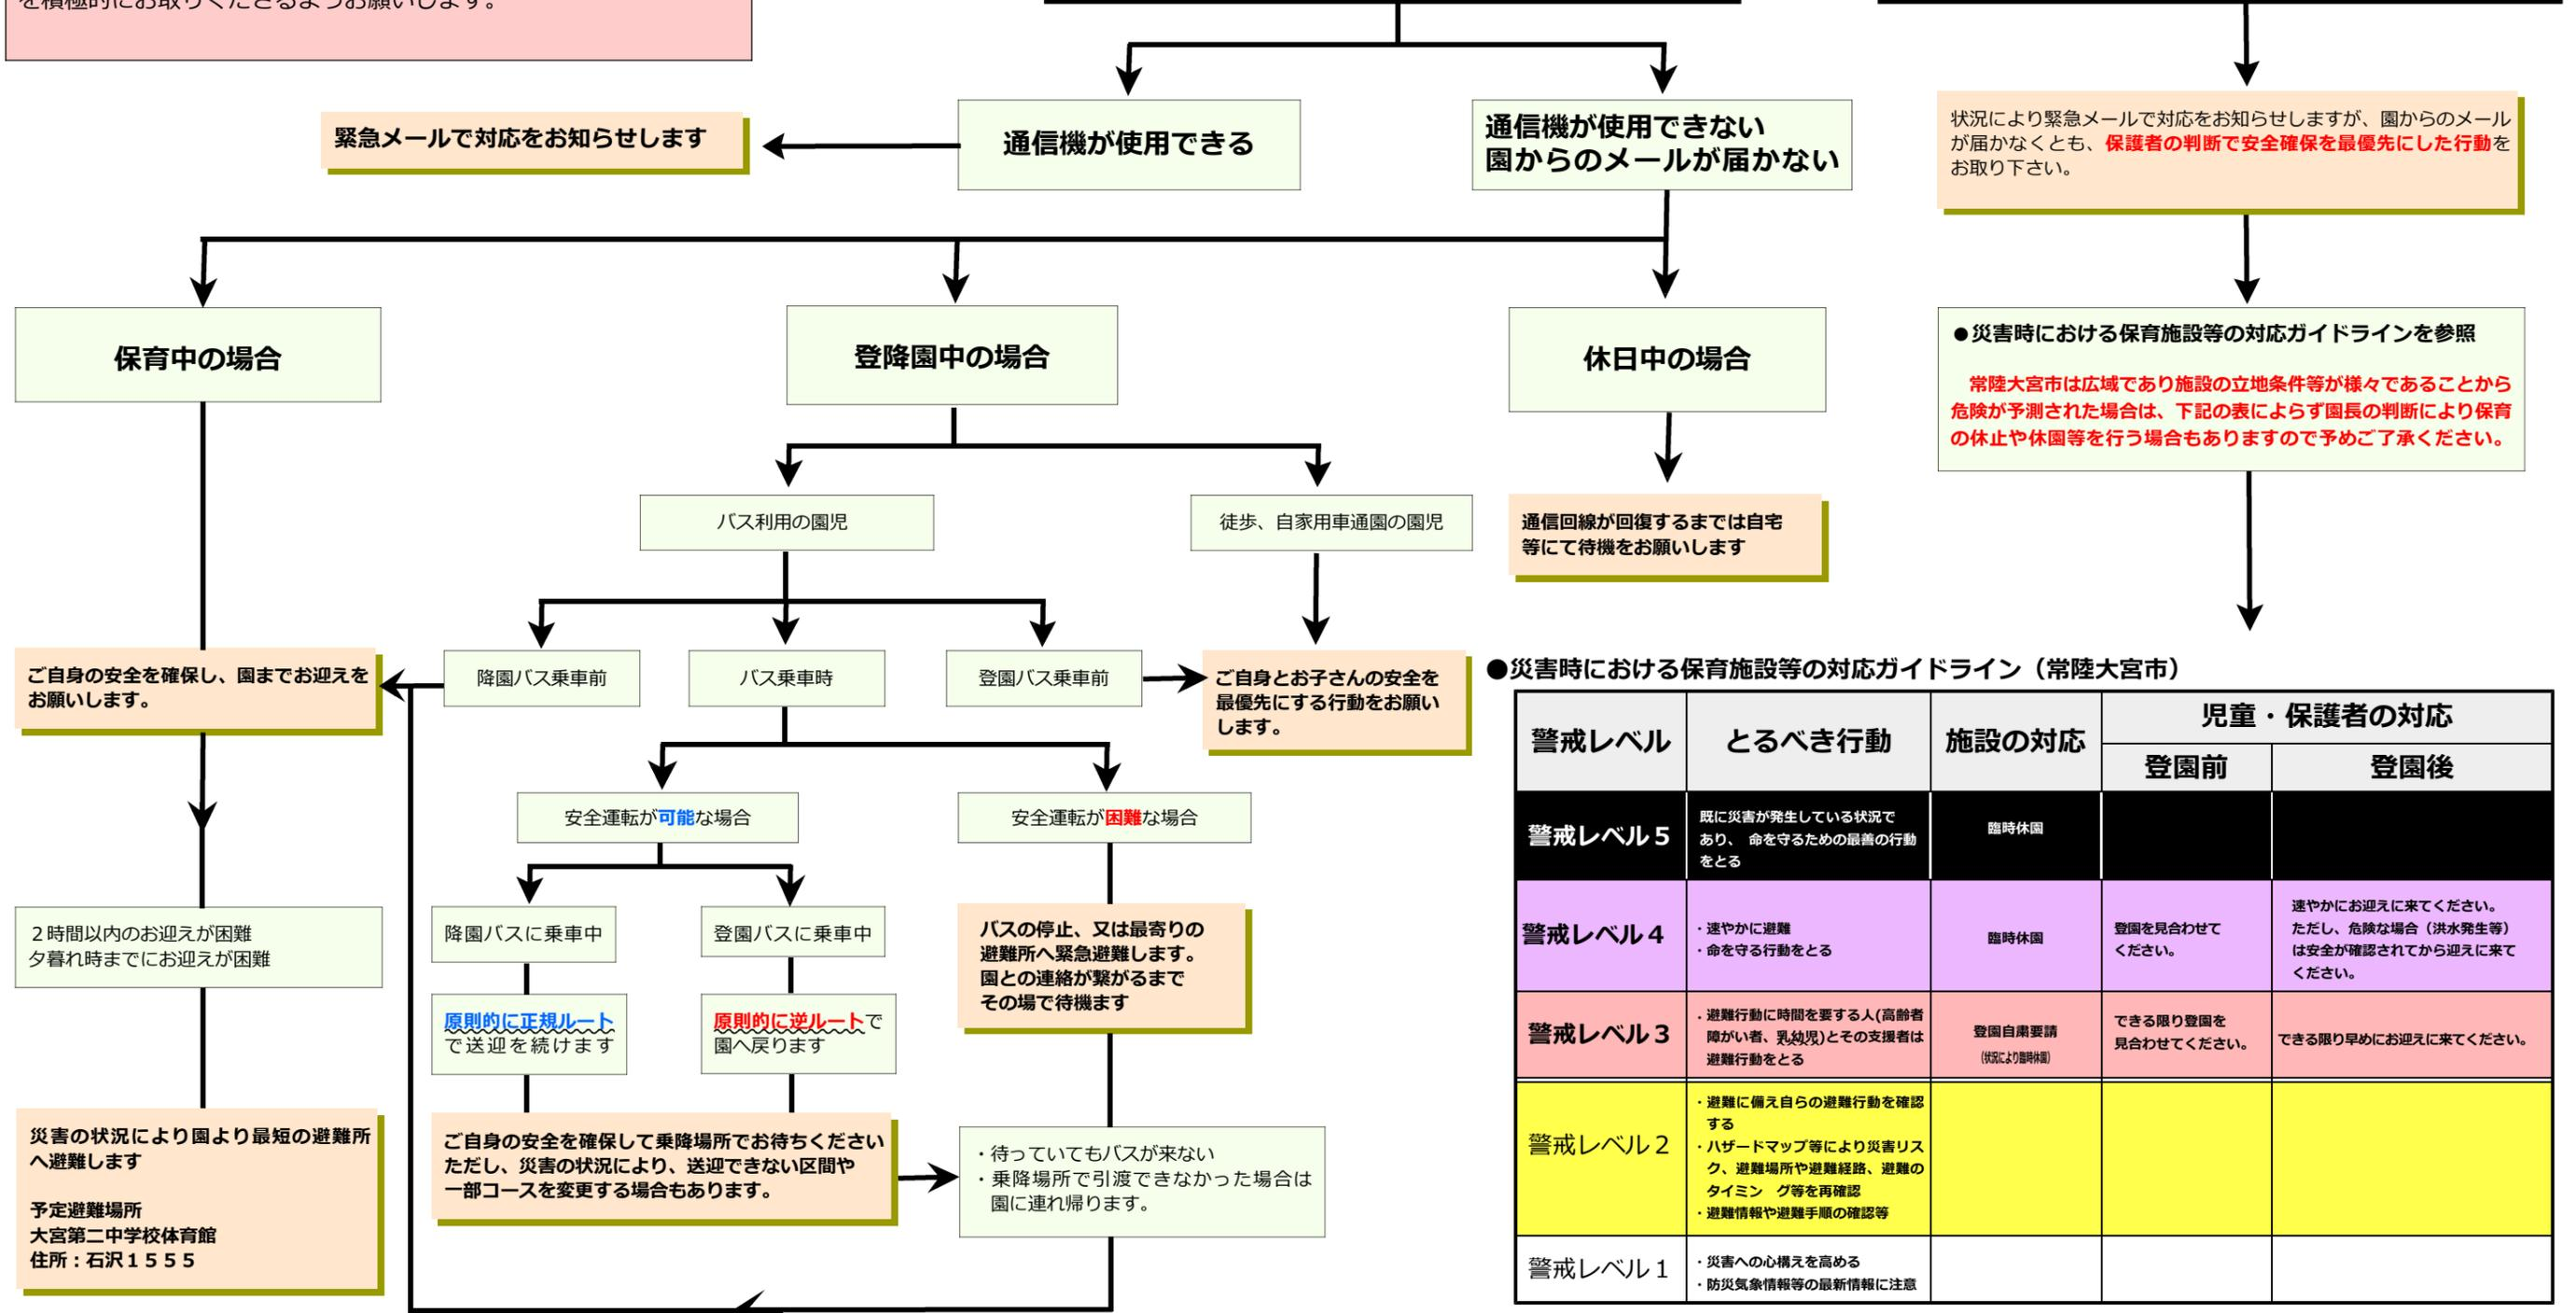 を積極的にお取りくださるようお願いします。
緊急メールで対応をお知らせします
通信機が使用できる
通信機が使用できない
園からのメールが届かない
状況により緊急メールで対応をお知らせしますが、園からのメール
が届かなくとも、保護者の判断で安全確保を最優先にした行動を
お取り下さい。
保育中の場合
登降園中の場合
休日中の場合
●災害時における保育施設等の対応ガイドラインを参照
常陸大宮市は広域であり施設の立地条件等が様々であることから
危険が予測された場合は、下記の表によらず園長の判断により保育
の休止や休園等を行う場合もありますので予めご了承ください。
バス利用の園児
徒歩、自家用車通園の園児
通信回線が回復するまでは自宅
等にて待機をお願いします
ご自身の安全を確保し、園までお迎えを
お願いします。
降園バス乗車前
バス乗車時
登園バス乗車前
ご自身とお子さんの安全を
最優先にする行動をお願い
します。
安全運転が可能な場合
安全運転が困難な場合
2時間以内のお迎えが困難
夕暮れ時までにお迎えが困難
降園バスに乗車中
登園バスに乗車中
バスの停止、又は最寄りの
避難所へ緊急避難します。
園との連絡が繋がるまで
その場で待機ます
原則的に正規ルート
で送迎を続けます
原則的に逆ルートで
園へ戻ります
災害の状況により園より最短の避難所
へ避難します
予定避難場所
大宮第二中学校体育館
住所：石沢１５５５
ご自身の安全を確保して乗降場所でお待ちください
ただし、災害の状況により、送迎できない区間や
一部コースを変更する場合もあります。
・待っていてもバスが来ない
・乗降場所で引渡できなかった場合は
園に連れ帰ります。
●災害時における保育施設等の対応ガイドライン（常陸大宮市）
警戒レベル
とるべき行動
施設の対応
児童・保護者の対応
登園前
登園後
警戒レベル５
既に災害が発生している状況で
あり、 命を守るための最善の行動
をとる
臨時休園
警戒レベル４
・速やかに避難
・命を守る行動をとる
臨時休園
登園を見合わせて
ください。
速やかにお迎えに来てください。
ただし、危険な場合（洪水発生等）
は安全が確認されてから迎えに来て
ください。
警戒レベル３
・避難行動に時間を要する人(高齢者
障がい者、乳幼児)とその支援者は
避難行動をとる
登園自粛要請
(状況により臨時休園)
できる限り登園を
見合わせてください。
できる限り早めにお迎えに来てください。
警戒レベル２
・避難に備え自らの避難行動を確認
する
・ハザードマップ等により災害リス
ク、避難場所や避難経路、避難の
タイミン　グ等を再確認
・避難情報や避難手順の確認等
警戒レベル１
・災害への心構えを高める
・防災気象情報等の最新情報に注意